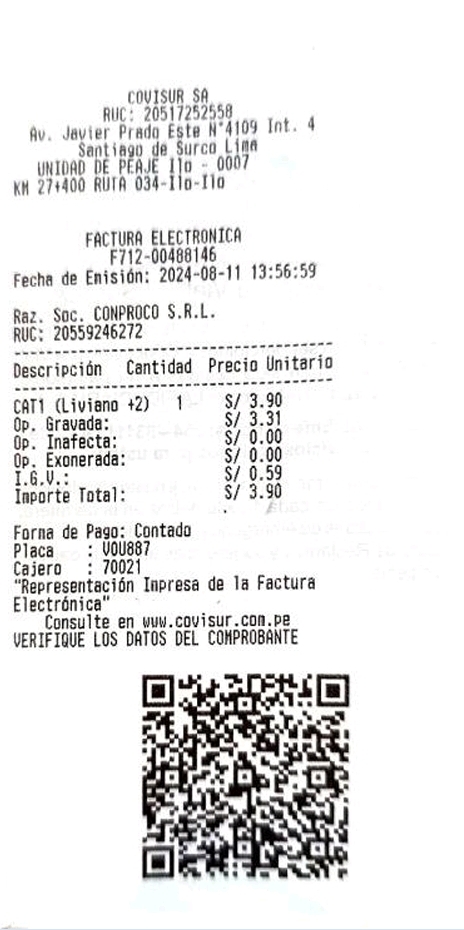 COVISUR SA
RUC: 20517252558
Av. Javier Prado Este N°4109 Int. 4
Santiago de Surco Lima
UNIDAD DE PEAJE Ilo - 0007
KM 27+400 RUTA 034-Ilo-Ilo
FACTURA ELECTRONICA
F712-00488146
Fecha de Emisión: 2024-08-11 13:56:59
Raz. Soc. CONPROCO S.R.L.
RUC: 20559246272
Descripción Cantidad Precio Unitario
CAT1 (Liviano +2) 1 S/ 3.90
Op. Gravada: S/ 3.31
Op. Inafecta: S/ 0.00
Op. Exonerada: S/ 0.00
I.G.V.: S/ 0.59
Importe Total: S/ 3.90
Forma de Pago: Contado
Placa : VOU887
Cajero : 70021
"Representación Impresa de la Factura
Electrónica"
Consulte en www.covisur.com.pe
VERIFIQUE LOS DATOS DEL COMPROBANTE